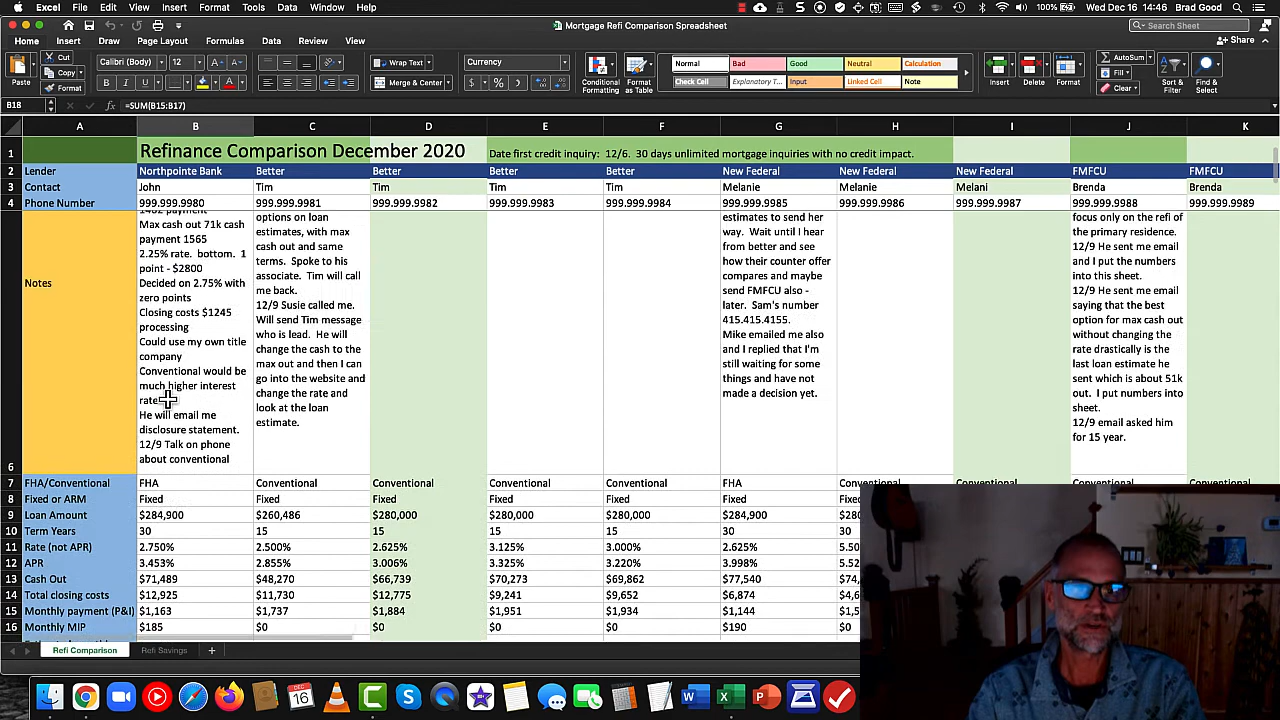 Excel File Edit View Insert Format Tools Data Window Help 100% Wed Dec 16 14:46 Brad Good
Mortgage Refi Comparison Spreadsheet Search Sheet
Home Insert Draw Page Layout Formulas Data Review View Share
Paste Cut Copy Format
Calibri (Body) 12 A A Wrap Text Currency
B I U A Merge & Center $ %
Conditional Formatting Format as Table
Normal Bad Good Neutral Calculation
Check Cell Explanatory T... Input Linked Cell Note
Insert Delete Format AutoSum Fill Clear Sort & Filter Find & Select
B18 fx =SUM(B15:B17)
A B C D E F G H I J K
1 Refinance Comparison December 2020 Date first credit inquiry: 12/6. 30 days unlimited mortgage inquiries with no credit impact.
2 Lender Northpointe Bank Better Better Better Better New Federal New Federal New Federal FMFCU FMFCU
3 Contact John Tim Tim Tim Tim Melanie Melanie Melani Brenda Brenda
4 Phone Number 999.999.9980 999.999.9981 999.999.9982 999.999.9983 999.999.9984 999.999.9985 999.999.9986 999.999.9987 999.999.9988 999.999.9989
6 Notes
1482 payment
Max cash out 71k cash
payment 1565
2.25% rate. bottom. 1
point - $2800
Decided on 2.75% with
zero points
Closing costs $1245
processing
Could use my own title
company
Conventional would be
much higher interest
rate
He will email me
disclosure statement.
12/9 Talk on phone
about conventional
options on loan
estimates, with max
cash out and same
terms. Spoke to his
associate. Tim will call
me back.
12/9 Susie called me.
Will send Tim message
who is lead. He will
change the cash to the
max out and then I can
go into the website and
change the rate and
look at the loan
estimate.
estimates to send her
way. Wait until I hear
from better and see
how their counter offer
compares and maybe
send FMFCU also -
later. Sam's number
415.415.4155.
Mike emailed me also
and I replied that I'm
still waiting for some
things and have not
made a decision yet.
focus only on the refi of
the primary residence.
12/9 He sent me email
and I put the numbers
into this sheet.
12/9 He sent me email
saying that the best
option for max cash out
without changing the
rate drastically is the
last loan estimate he
sent which is about 51k
out. I put numbers into
sheet.
12/9 email asked him
for 15 year.
7 FHA/Conventional FHA Conventional Conventional Conventional Conventional FHA Conventional Conventional Conventional Conventional
8 Fixed or ARM Fixed Fixed Fixed Fixed Fixed Fixed Fixed
9 Loan Amount $284,900 $260,486 $280,000 $280,000 $280,000 $284,900 $280,000
10 Term Years 30 15 15 15 15 30 30
11 Rate (not APR) 2.750% 2.500% 2.625% 3.125% 3.000% 2.625% 5.50
12 APR 3.453% 2.855% 3.006% 3.325% 3.220% 3.998% 5.52
13 Cash Out $71,489 $48,270 $66,739 $70,273 $69,862 $77,540 $74,
14 Total closing costs $12,925 $11,730 $12,775 $9,241 $9,652 $6,874 $4,6
15 Monthly payment (P&I) $1,163 $1,737 $1,884 $1,951 $1,934 $1,144 $1,5
16 Monthly MIP $185 $0 $0 $0 $0 $190 $0
Refi Comparison Refi Savings +